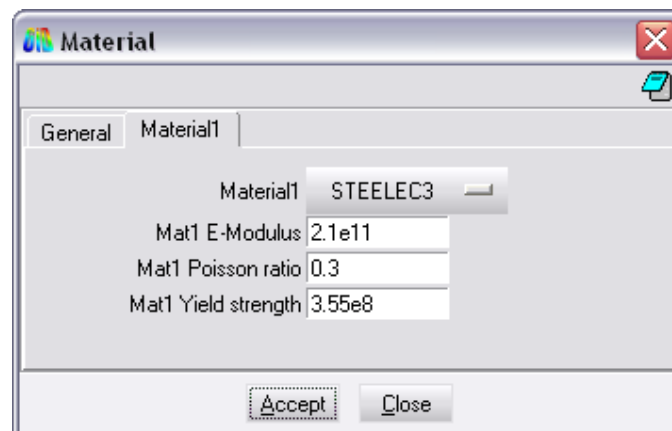 Material
General Material1
Material1 STEELEC3
Mat1 E-Modulus 2.1e11
Mat1 Poisson ratio 0.3
Mat1 Yield strength 3.55e8
Accept Close